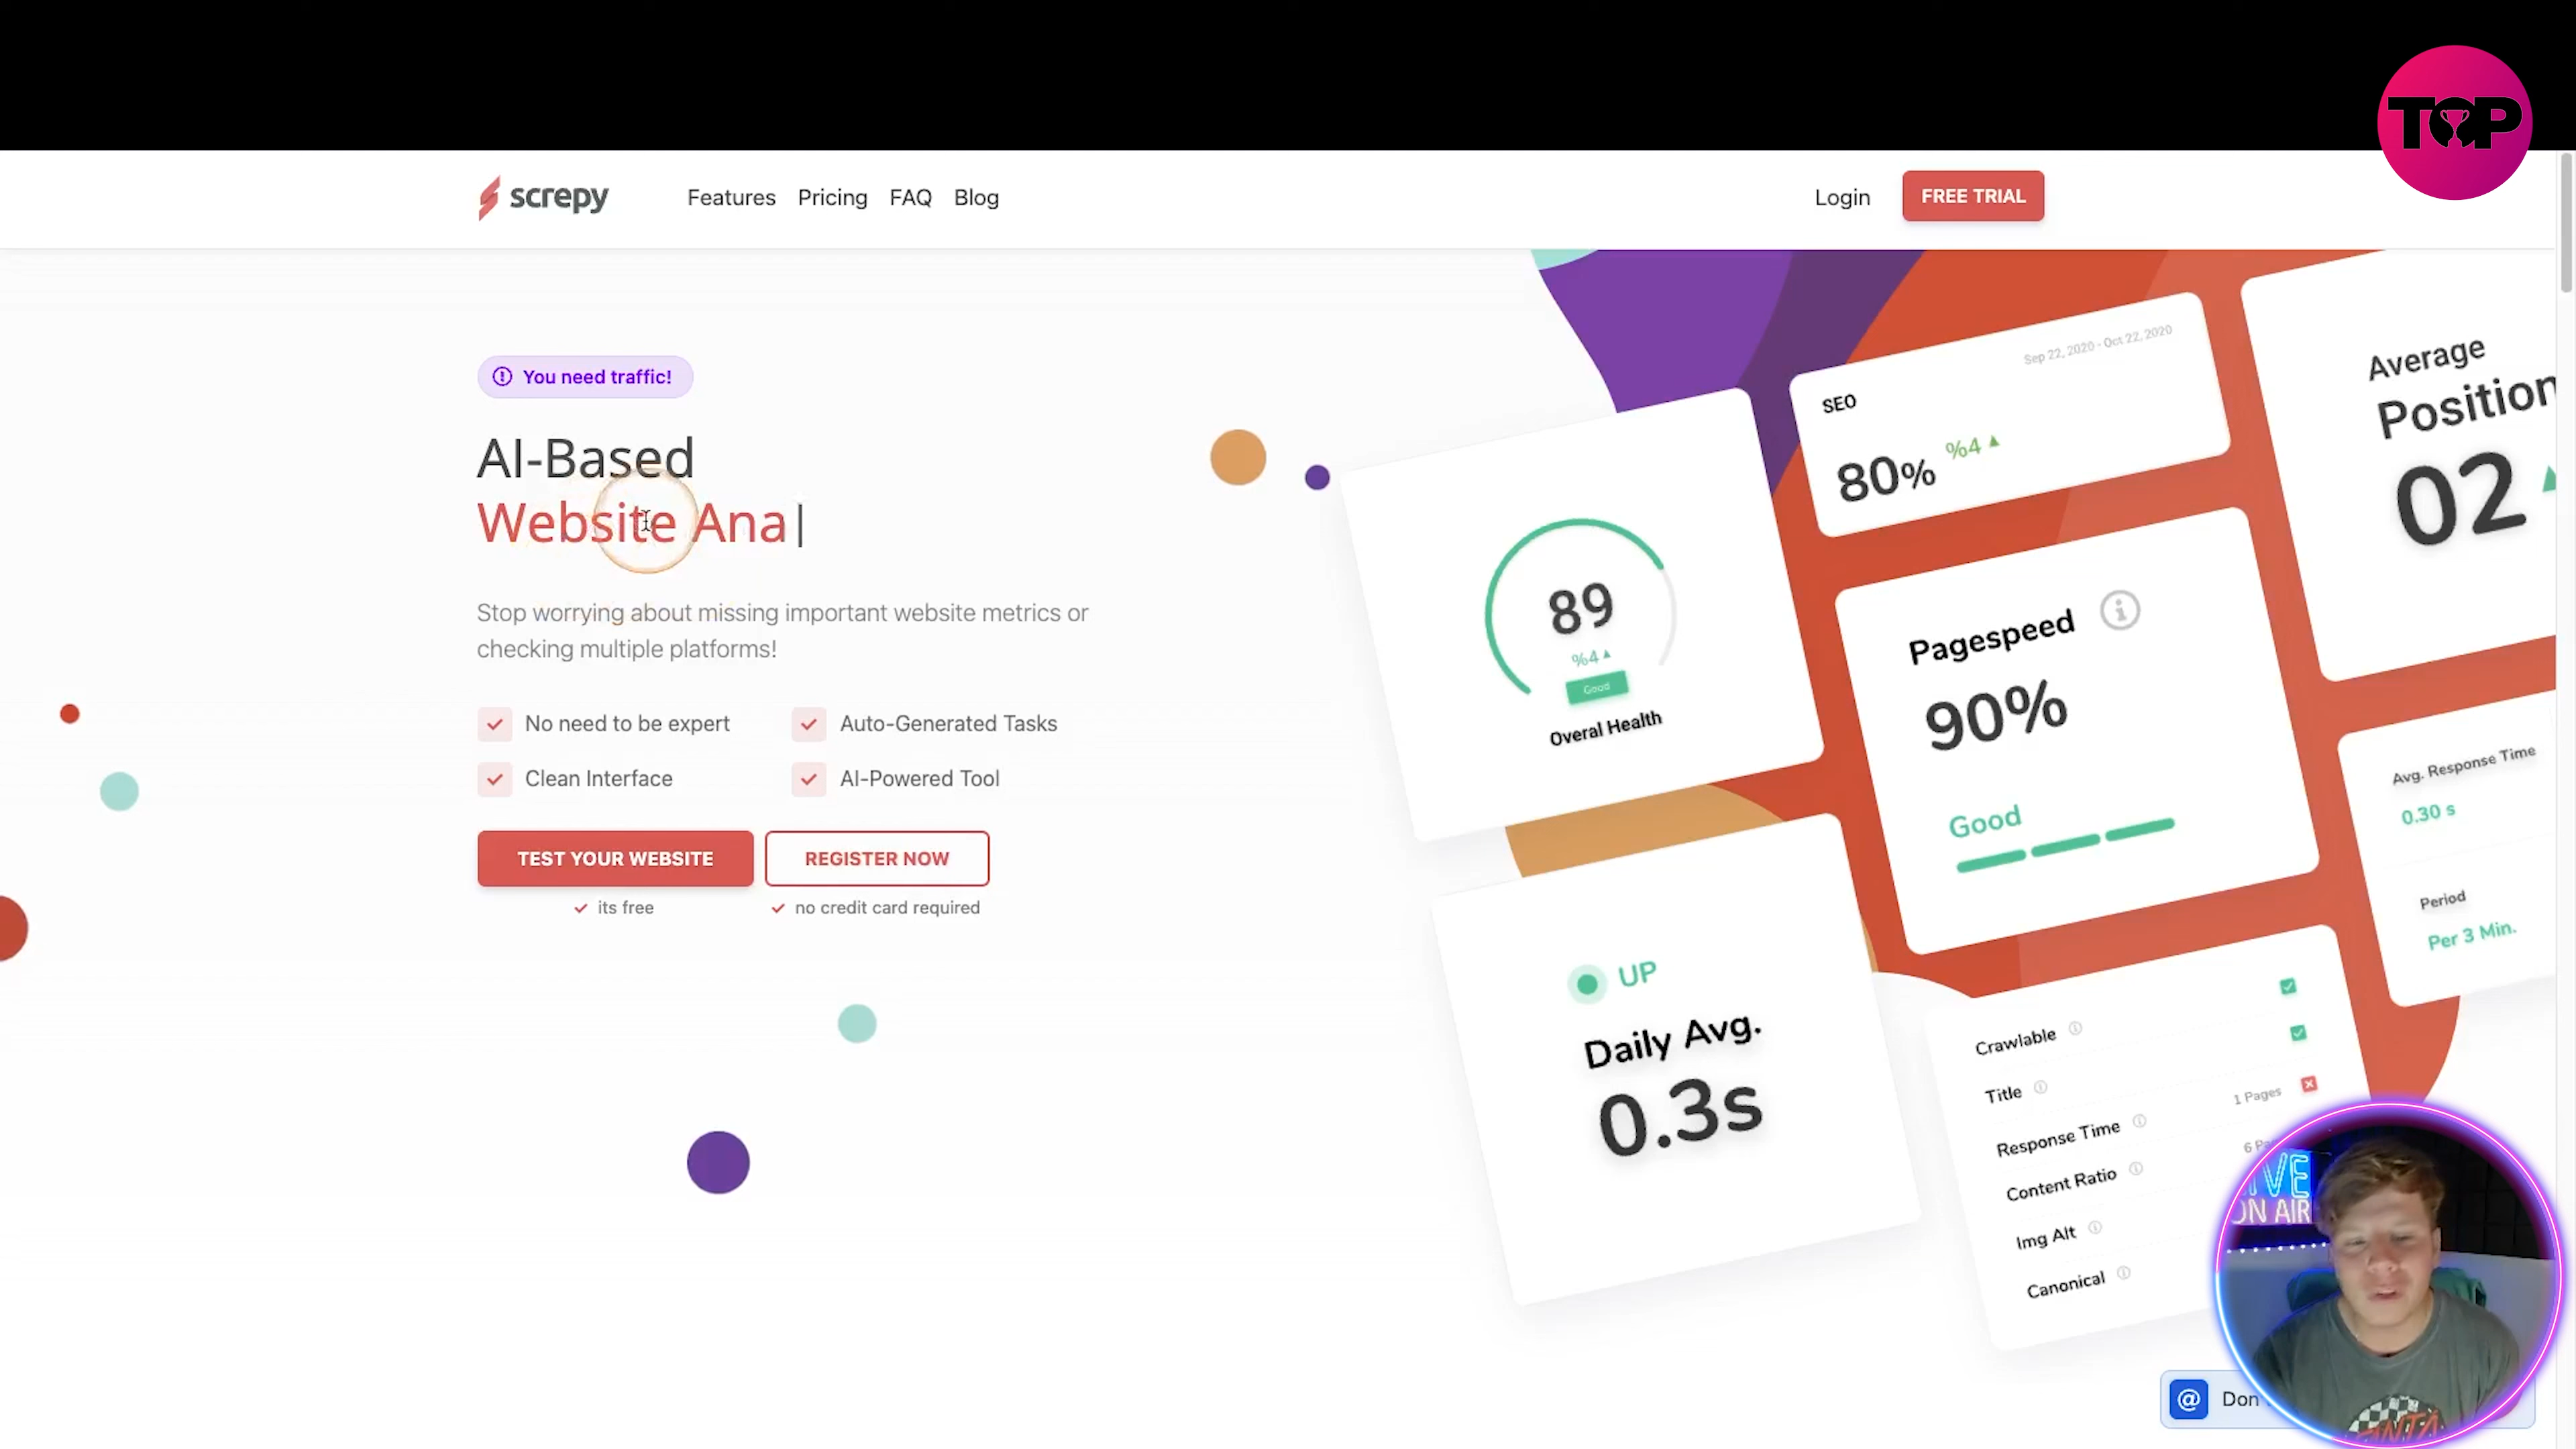 TOP
screpy
Features Pricing FAQ Blog
Login
FREE TRIAL
You need traffic!
AI-Based
Website Ana
Stop worrying about missing important website metrics or
checking multiple platforms!
No need to be expert
Auto-Generated Tasks
Clean Interface
AI-Powered Tool
TEST YOUR WEBSITE
REGISTER NOW
its free
no credit card required
Sep 22, 2020 - Oct 22, 2020
SEO
80% %4
Average
Position
02
89
%4
Good
Overal Health
Pagespeed
90%
Good
Avg. Response Time
0.30 s
Period
Per 3 Min.
UP
Daily Avg.
0.3s
Crawlable
Title
Response Time 1 Pages
Content Ratio 6
Img Alt
Canonical
ON AIR
@ Don